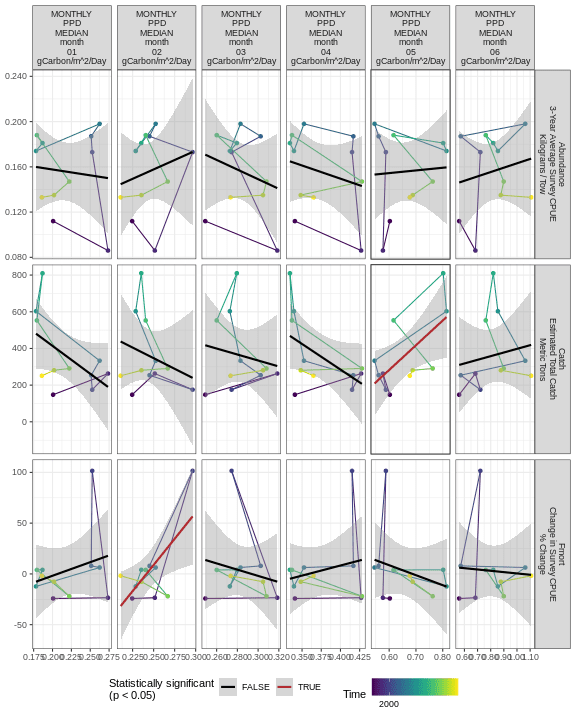 MONTHLY
PPD
MEDIAN
month
01
gCarbon/m^2/Day
MONTHLY
PPD
MEDIAN
month
02
gCarbon/m^2/Day
MONTHLY
PPD
MEDIAN
month
03
gCarbon/m^2/Day
MONTHLY
PPD
MEDIAN
month
04
gCarbon/m^2/Day
MONTHLY
PPD
MEDIAN
month
05
gCarbon/m^2/Day
MONTHLY
PPD
MEDIAN
month
06
gCarbon/m^2/Day
0.240
0.200
0.160
0.120
0.080
Abundance
3-Year Average Survey CPUE
Kilograms / Tow
800
600
400
200
0
Catch
Estimated Total Catch
Metric Tons
100
50
0
-50
Fmort
Change in Survey CPUE
% Change
0.175 0.200 0.225 0.250 0.275
0.225 0.250 0.275 0.300
0.260 0.280 0.300 0.320
0.350 0.375 0.400 0.425
0.60 0.70 0.80
0.60 0.70 0.80 0.90 1.00 1.10
Statistically significant
(p < 0.05)
FALSE
TRUE
Time
2000